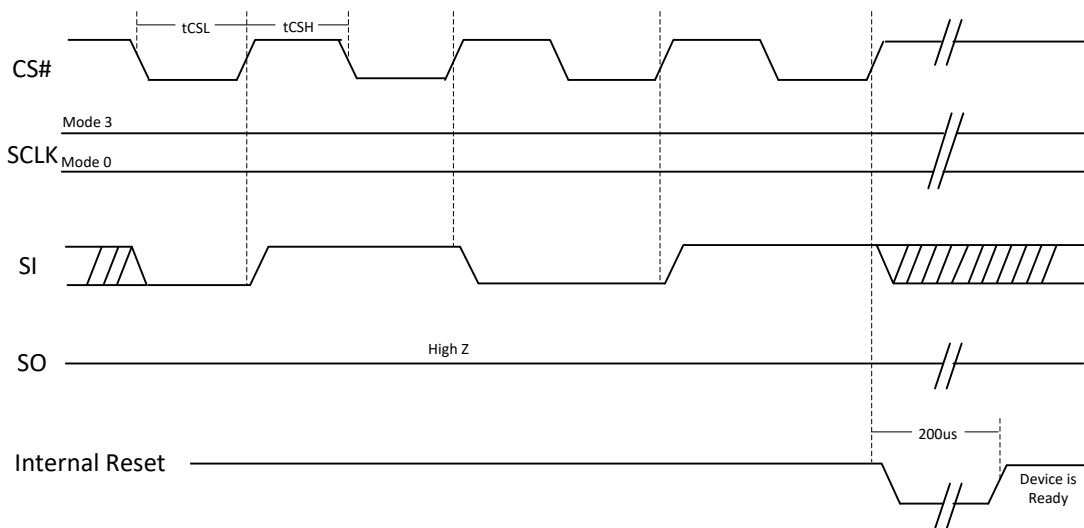 tCSL
tCSH
CS#
Mode 3
SCLK
Mode 0
SI
High Z
SO
200us
Internal Reset
Device is
Ready